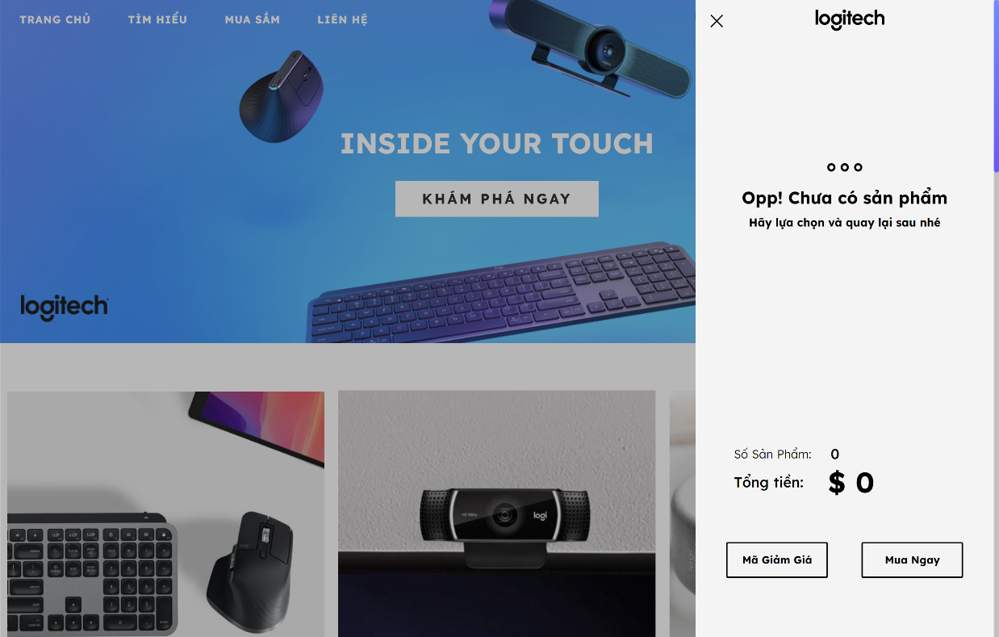 TRANG CHỦ
TÌM HIỂU
MUA SẮM
LIÊN HỆ
INSIDE YOUR TOUCH
KHÁM PHÁ NGAY
logitech
logi
logitech
Opp! Chưa có sản phẩm
Hãy lựa chọn và quay lại sau nhé
Số Sản Phẩm: 0
Tổng tiền: $ 0
Mã Giảm Giá
Mua Ngay